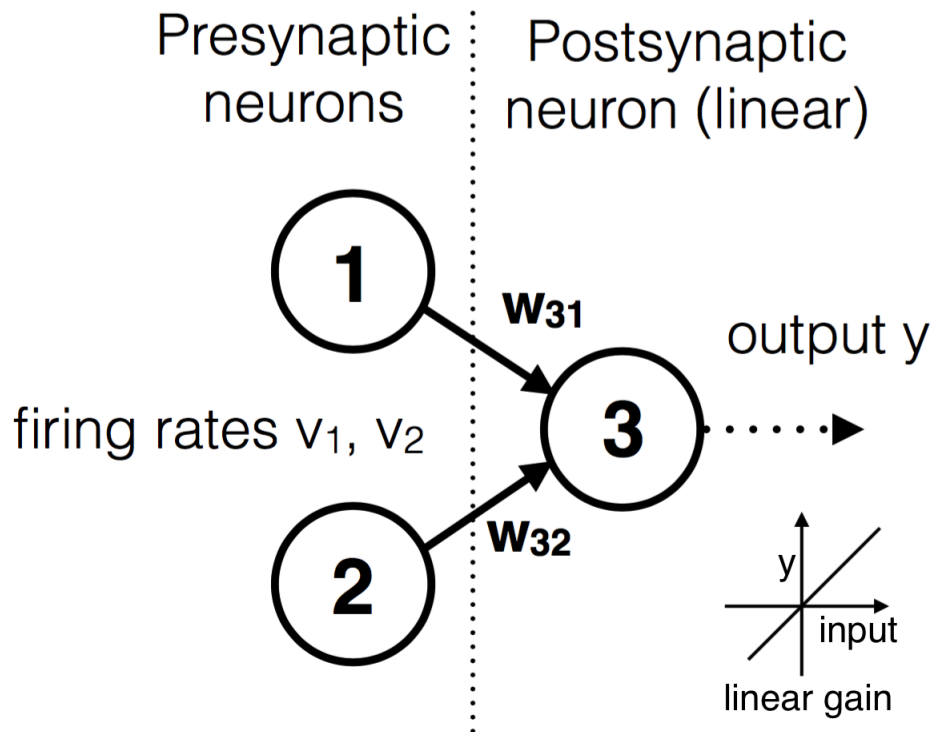 Presynaptic
neurons
Postsynaptic
neuron (linear)
1
w31
output y
firing rates v1, v2
3
w32
2
y
input
linear gain